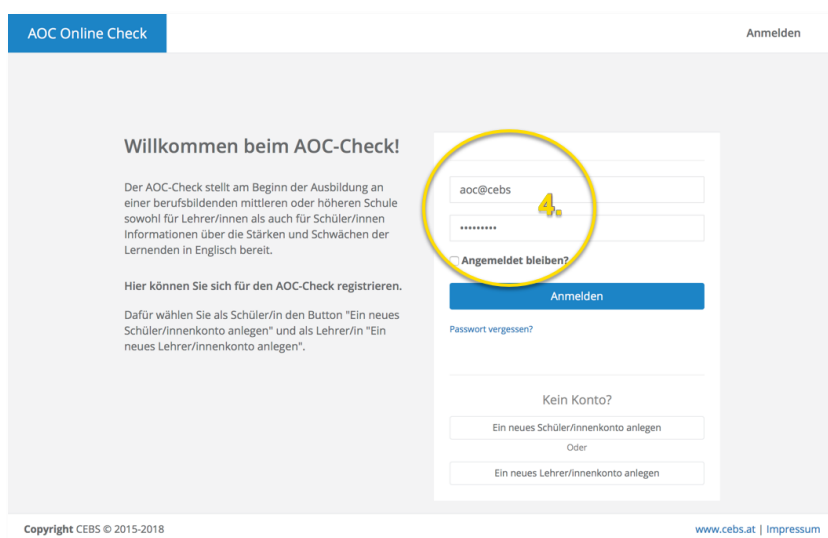 AOC Online Check
Anmelden
Willkommen beim AOC-Check!
Der AOC-Check stellt am Beginn der Ausbildung an
einer berufsbildenden mittleren oder höheren Schule
sowohl für Lehrer/innen als auch für Schüler/innen
Informationen über die Stärken und Schwächen der
Lernenden in Englisch bereit.
Hier können Sie sich für den AOC-Check registrieren.
Dafür wählen Sie als Schüler/in den Button "Ein neues
Schüler/innenkonto anlegen" und als Lehrer/in "Ein
neues Lehrer/innenkonto anlegen".
aoc@cebs
4.
•••••••••
Angemeldet bleiben?
Anmelden
Passwort vergessen?
Kein Konto?
Ein neues Schüler/innenkonto anlegen
Oder
Ein neues Lehrer/innenkonto anlegen
Copyright CEBS © 2015-2018
www.cebs.at | Impressum